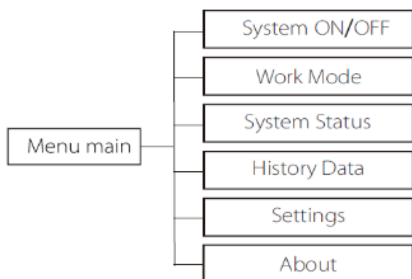 System ON/OFF
Work Mode
System Status
Menu main
History Data
Settings
About